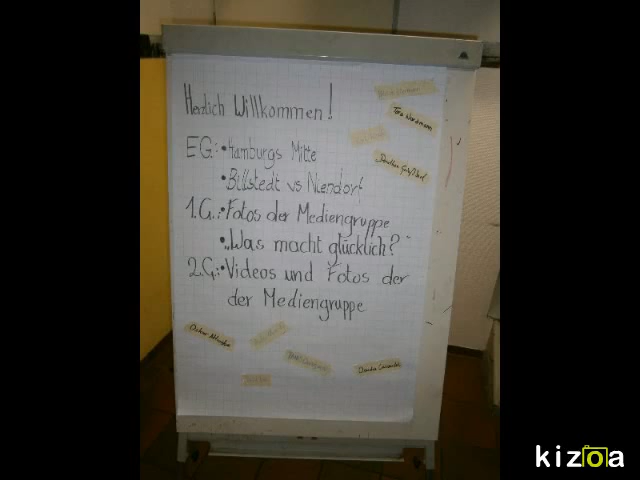 Herzlich Willkommen!
EG.: • Hamburgs Mitte
• Billstedt vs Niendorf
1.G.: • Fotos der Mediengruppe
• „Was macht glücklich?"
2.G.: • Videos und Fotos der
der Mediengruppe
kizoa